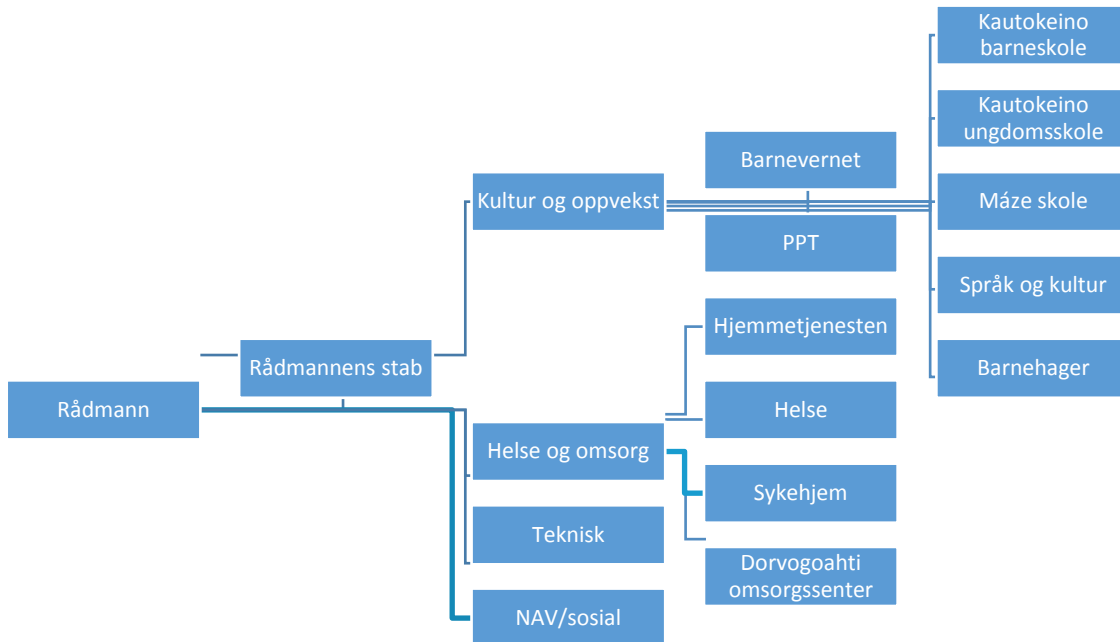 Rådmann
Rådmannens stab
Kultur og oppvekst
Helse og omsorg
Teknisk
NAV/sosial
Barnevernet
PPT
Hjemmetjenesten
Helse
Sykehjem
Dorvogoahti
omsorgssenter
Kautokeino
barneskole
Kautokeino
ungdomsskole
Máze skole
Språk og kultur
Barnehager